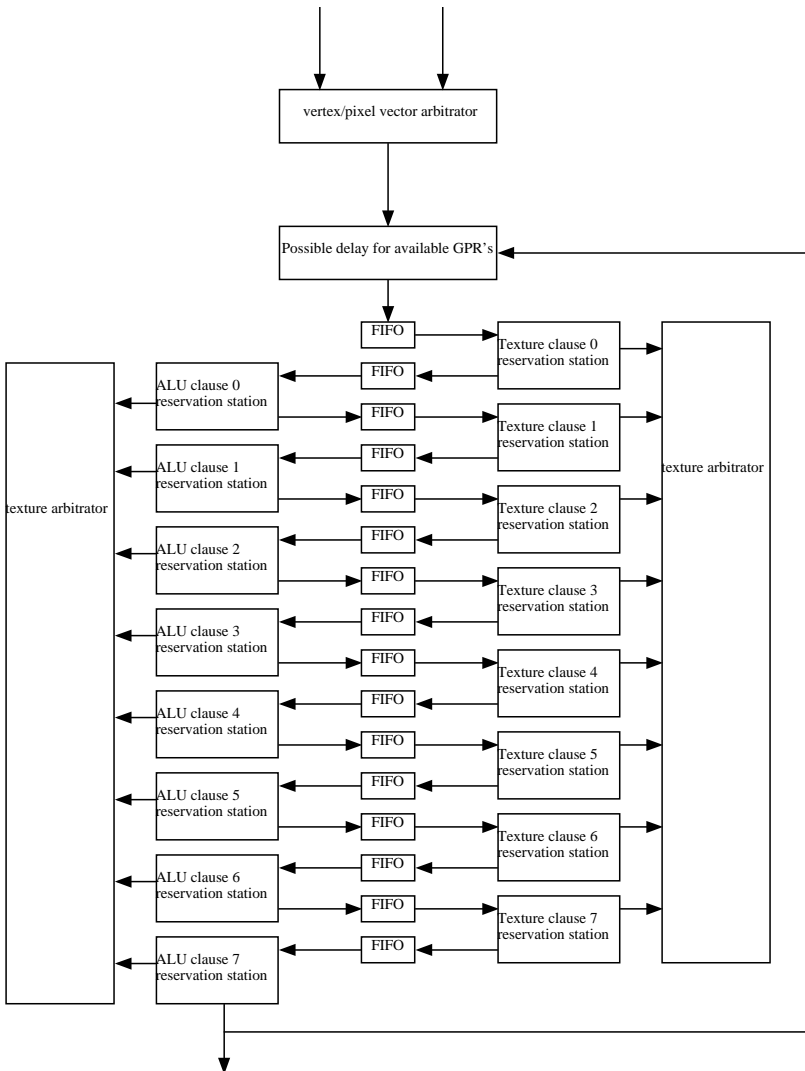 vertex/pixel vector arbitrator
Possible delay for available GPR's
FIFO
Texture clause 0
reservation station
FIFO
ALU clause 0
reservation station
FIFO
Texture clause 1
reservation station
FIFO
ALU clause 1
reservation station
texture arbitrator
FIFO
Texture clause 2
reservation station
texture arbitrator
FIFO
ALU clause 2
reservation station
FIFO
Texture clause 3
reservation station
FIFO
ALU clause 3
reservation station
FIFO
Texture clause 4
reservation station
FIFO
ALU clause 4
reservation station
FIFO
Texture clause 5
reservation station
FIFO
ALU clause 5
reservation station
FIFO
Texture clause 6
reservation station
FIFO
ALU clause 6
reservation station
FIFO
Texture clause 7
reservation station
FIFO
ALU clause 7
reservation station